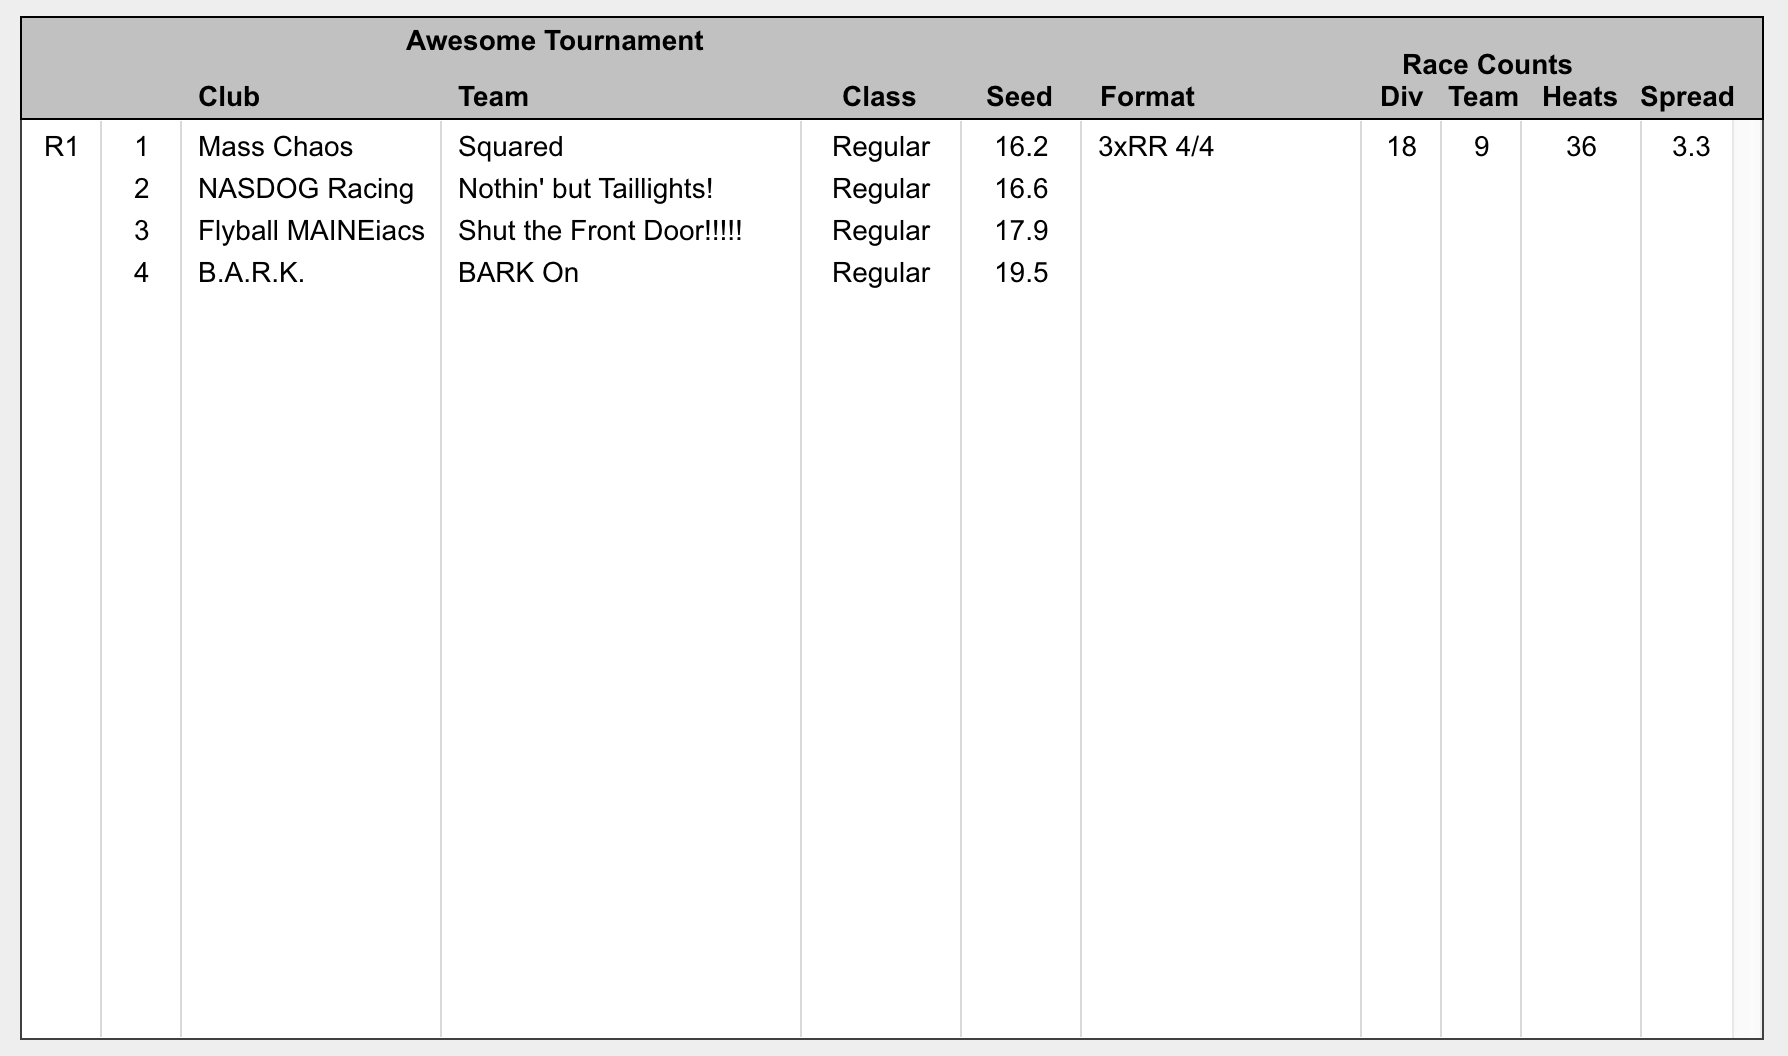 Awesome Tournament
Race Counts
Club Team Class Seed Format Div Team Heats Spread
R1 1 Mass Chaos Squared Regular 16.2 3xRR 4/4 18 9 36 3.3
2 NASDOG Racing Nothin' but Taillights! Regular 16.6
3 Flyball MAINEiacs Shut the Front Door!!!!! Regular 17.9
4 B.A.R.K. BARK On Regular 19.5